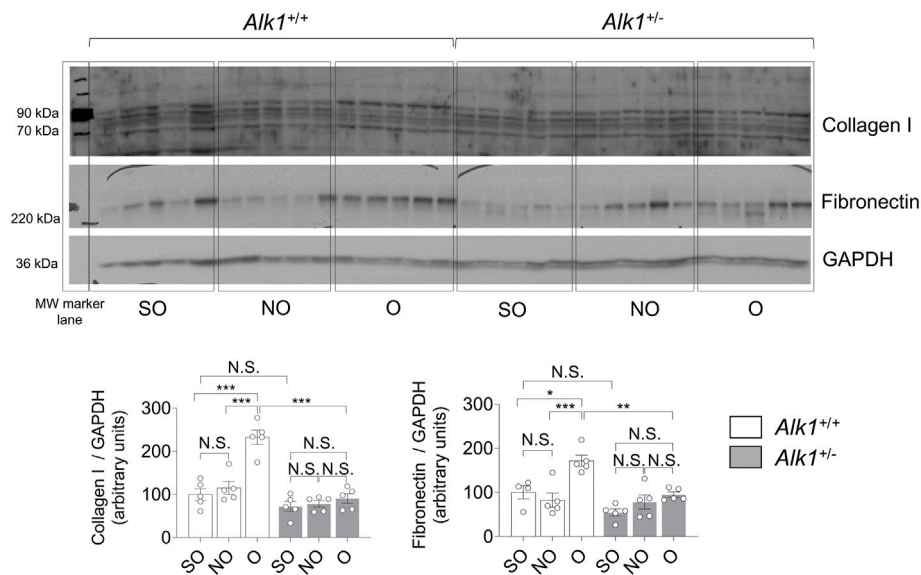 Alk1+/+ Alk1+/-
90 kDa
70 kDa
Collagen I
Fibronectin
220 kDa
36 kDa
GAPDH
MW marker
lane
SO NO O SO NO O
N.S.
***
*** ***
N.S. N.S.
N.S. N.S.
300
200
100
0
Collagen I / GAPDH
(arbitrary units)
SO NO O SO NO O
N.S.
*
*** **
N.S. N.S.
N.S. N.S.
300
200
100
0
Fibronectin / GAPDH
(arbitrary units)
SO NO O SO NO O
Alk1+/+
Alk1+/-